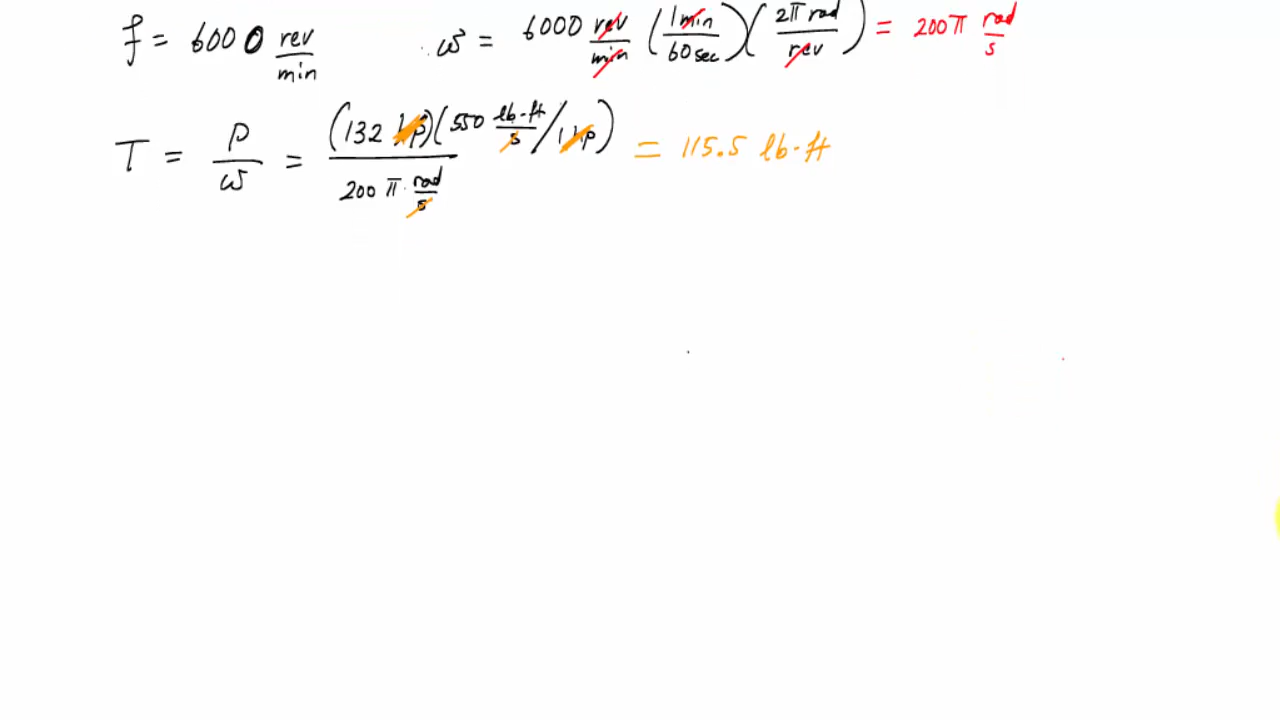 f = 6000 rev/min ω = 6000 rev/min (1 min/60 sec)(2π rad/rev) = 200π rad/s
T = P/ω = (132 hp)(550 lb·ft/s / 1 hp)/200π rad/s = 115.5 lb·ft